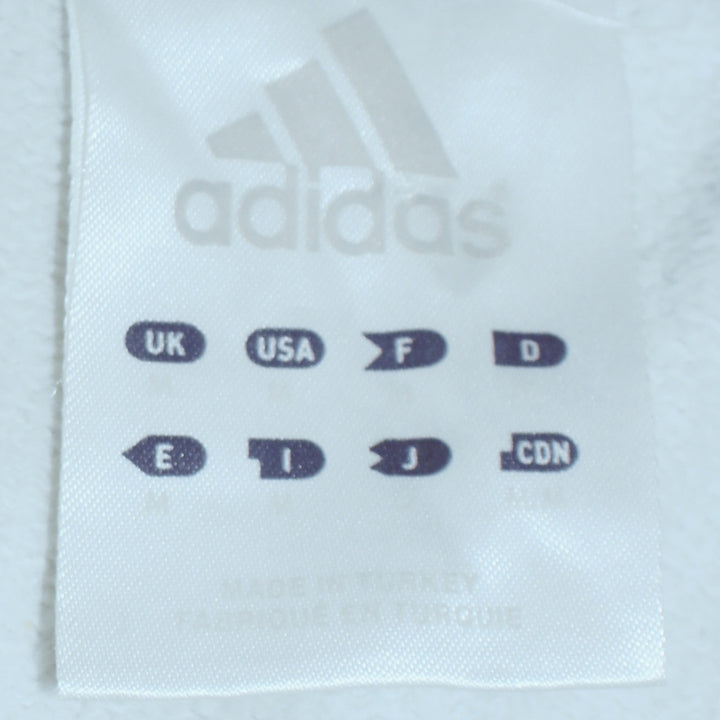 adidas
UK USA F D
E I J CDN
M M
MADE IN TURKEY
FABRIQUE EN TURQUIE